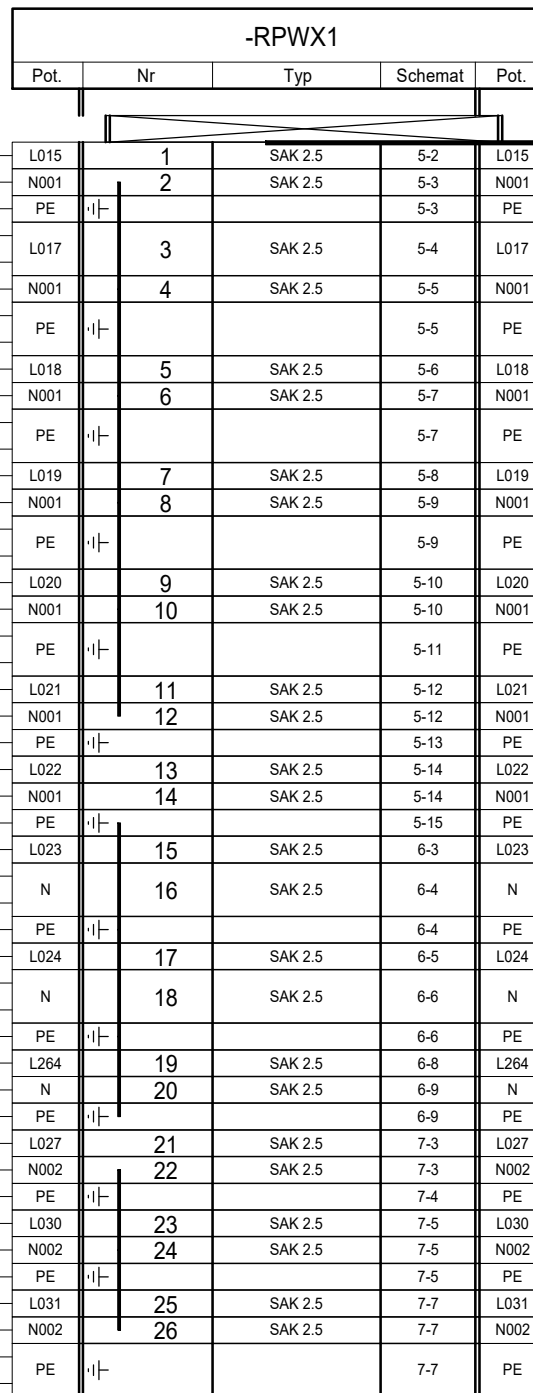 -RPWX1
Pot. Nr Typ Schemat Pot.
L015 1 SAK 2.5 5-2 L015
N001 2 SAK 2.5 5-3 N001
PE 5-3 PE
L017 3 SAK 2.5 5-4 L017
N001 4 SAK 2.5 5-5 N001
PE 5-5 PE
L018 5 SAK 2.5 5-6 L018
N001 6 SAK 2.5 5-7 N001
PE 5-7 PE
L019 7 SAK 2.5 5-8 L019
N001 8 SAK 2.5 5-9 N001
PE 5-9 PE
L020 9 SAK 2.5 5-10 L020
N001 10 SAK 2.5 5-10 N001
PE 5-11 PE
L021 11 SAK 2.5 5-12 L021
N001 12 SAK 2.5 5-12 N001
PE 5-13 PE
L022 13 SAK 2.5 5-14 L022
N001 14 SAK 2.5 5-14 N001
PE 5-15 PE
L023 15 SAK 2.5 6-3 L023
N 16 SAK 2.5 6-4 N
PE 6-4 PE
L024 17 SAK 2.5 6-5 L024
N 18 SAK 2.5 6-6 N
PE 6-6 PE
L264 19 SAK 2.5 6-8 L264
N 20 SAK 2.5 6-9 N
PE 6-9 PE
L027 21 SAK 2.5 7-3 L027
N002 22 SAK 2.5 7-3 N002
PE 7-4 PE
L030 23 SAK 2.5 7-5 L030
N002 24 SAK 2.5 7-5 N002
PE 7-5 PE
L031 25 SAK 2.5 7-7 L031
N002 26 SAK 2.5 7-7 N002
PE 7-7 PE